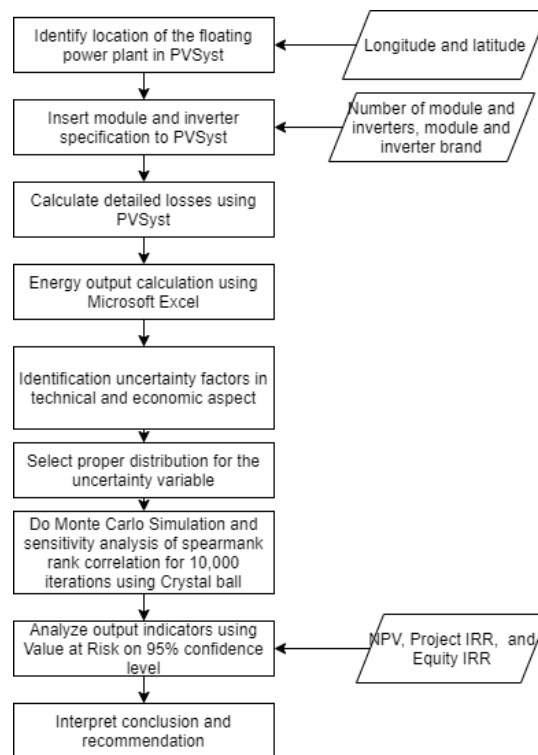 Identify location of the floating
power plant in PVSyst
Longitude and latitude
Insert module and inverter
specification to PVSyst
Number of module and
inverters, module and
inverter brand
Calculate detailed losses using
PVSyst
Energy output calculation using
Microsoft Excel
Identification uncertainty factors in
technical and economic aspect
Select proper distribution for the
uncertainty variable
Do Monte Carlo Simulation and
sensitivity analysis of spearmank
rank correlation for 10,000
iterations using Crystal ball
Analyze output indicators using
Value at Risk on 95% confidence
level
NPV, Project IRR, and
Equity IRR
Interpret conclusion and
recommendation